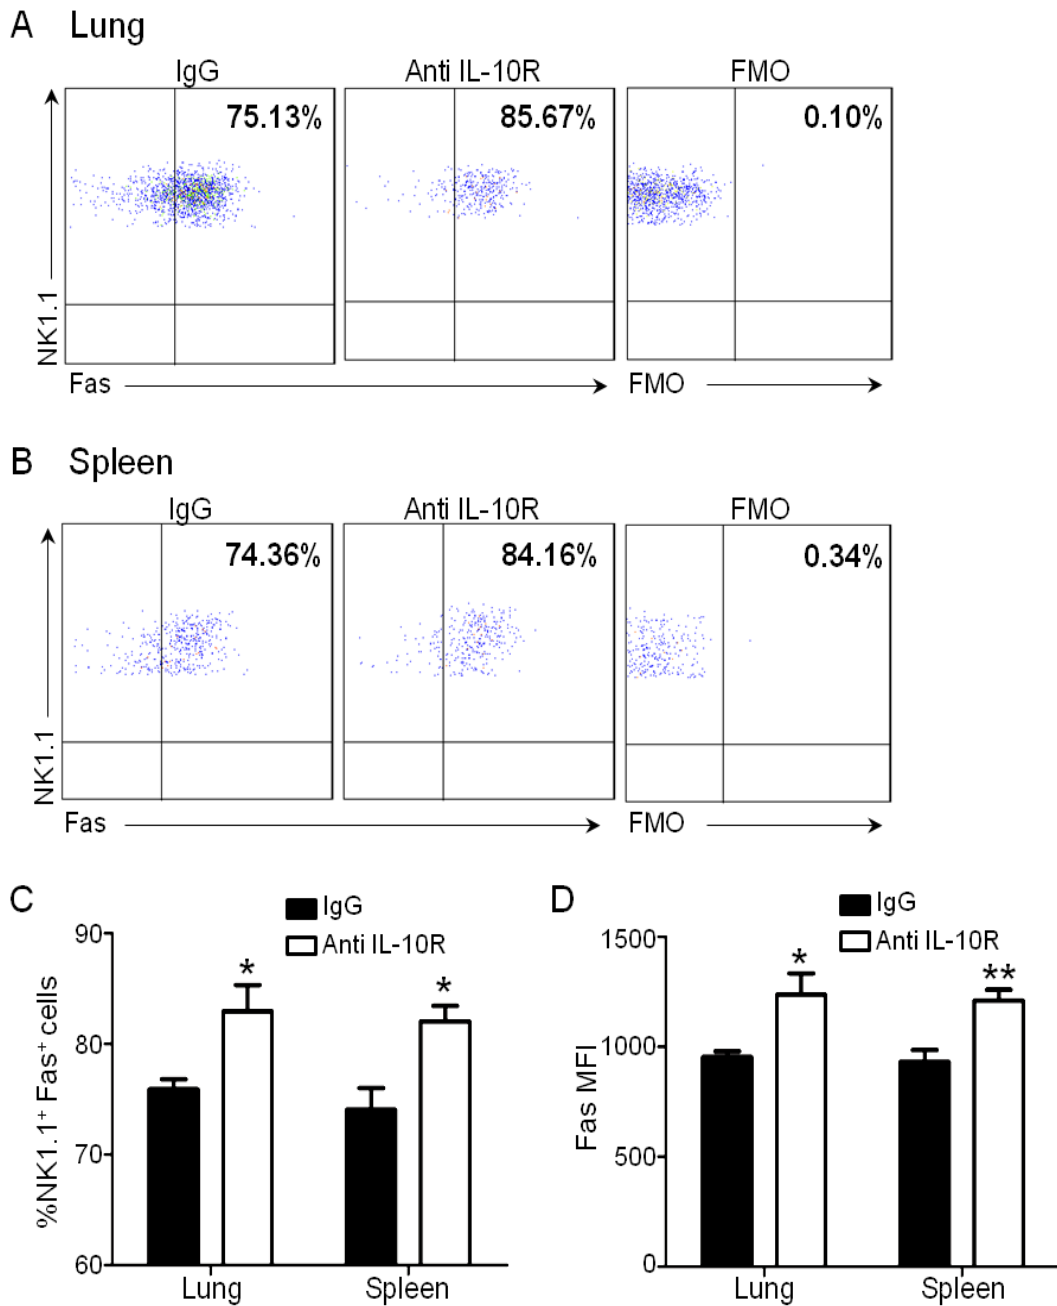 A Lung
IgG Anti IL-10R FMO
75.13% 85.67% 0.10%
NK1.1
Fas FMO
B Spleen
IgG Anti IL-10R FMO
74.36% 84.16% 0.34%
NK1.1
Fas FMO
C
IgG
Anti IL-10R
%NK1.1⁺ Fas⁺ cells
90
80
70
60
* *
Lung Spleen
D
IgG
Anti IL-10R
Fas MFI
1500
1000
500
0
* **
Lung Spleen